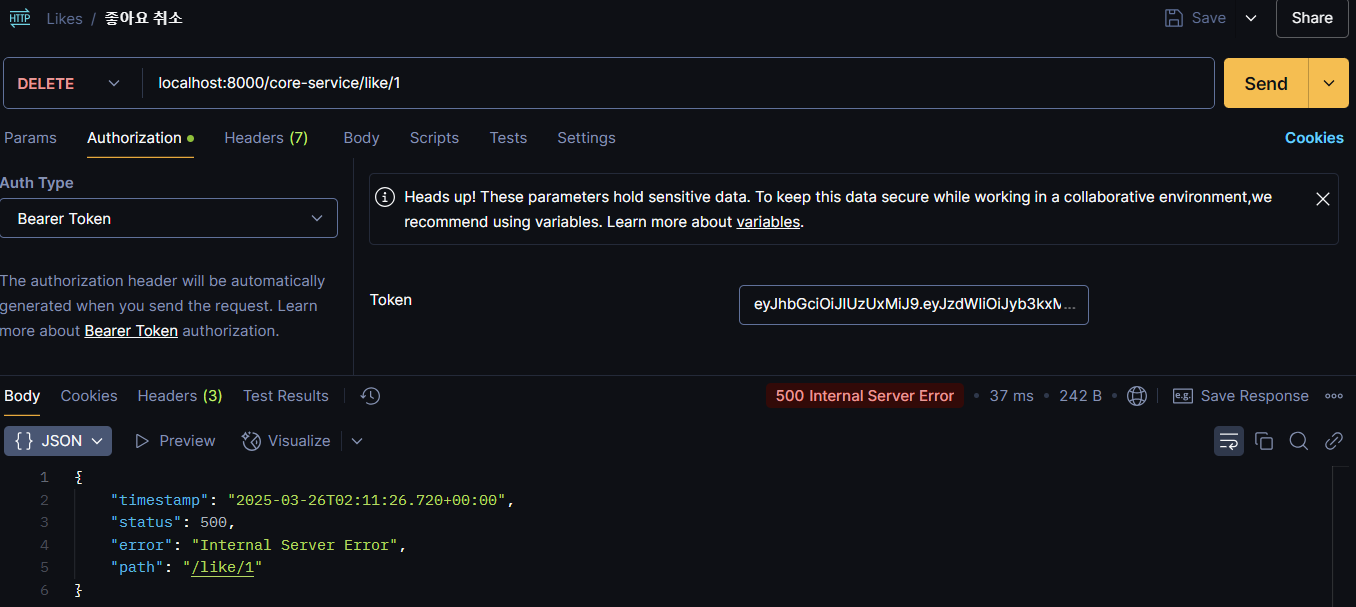 HTTP Likes / 좋아요 취소 Save Share
DELETE localhost:8000/core-service/like/1 Send
Params Authorization Headers (7) Body Scripts Tests Settings Cookies
Auth Type
Bearer Token
The authorization header will be automatically
generated when you send the request. Learn
more about Bearer Token authorization.
Heads up! These parameters hold sensitive data. To keep this data secure while working in a collaborative environment,we
recommend using variables. Learn more about variables.
Token eyJhbGciOiJIUzUxMiJ9.eyJzdWIiOiJyb3kxM...
Body Cookies Headers (3) Test Results 500 Internal Server Error • 37 ms • 242 B • e.g. Save Response
{} JSON Preview Visualize
1 {
2 "timestamp": "2025-03-26T02:11:26.720+00:00",
3 "status": 500,
4 "error": "Internal Server Error",
5 "path": "/like/1"
6 }